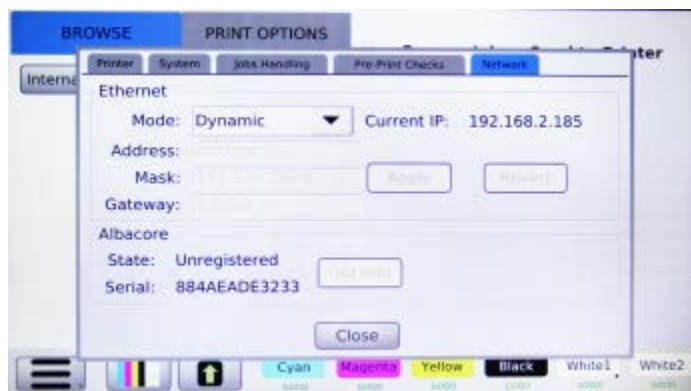 BROWSE PRINT OPTIONS
Printer System Jobs Handling Pre-Print Checks Network
Ethernet
Mode: Dynamic Current IP: 192.168.2.185
Address:
Mask: Apply Revert
Gateway:
Albacore
State: Unregistered
Serial: 884AEADE3233
Close
Cyan Magenta Yellow Black White1 White2